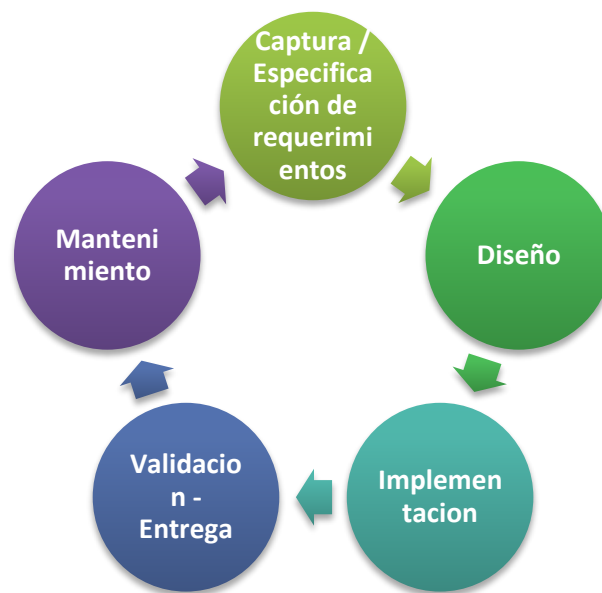 Captura /
Especifica
ción de
requerimi
entos
Diseño
Implemen
tacion
Validacio
n -
Entrega
Manteni
miento